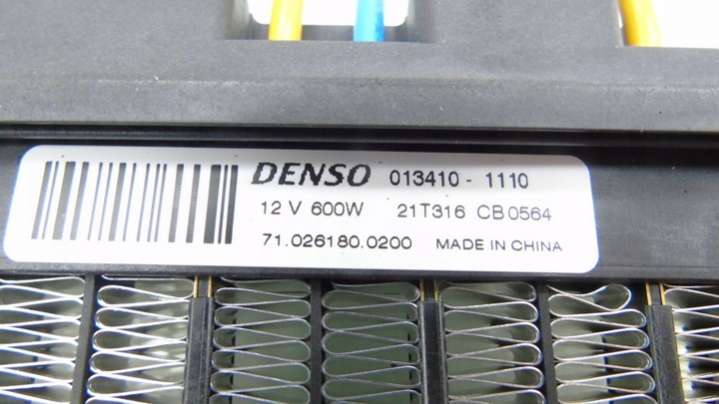 DENSO 013410 - 1110
12 V 600W 21T316 CB0564
71.026180.0200 MADE IN CHINA